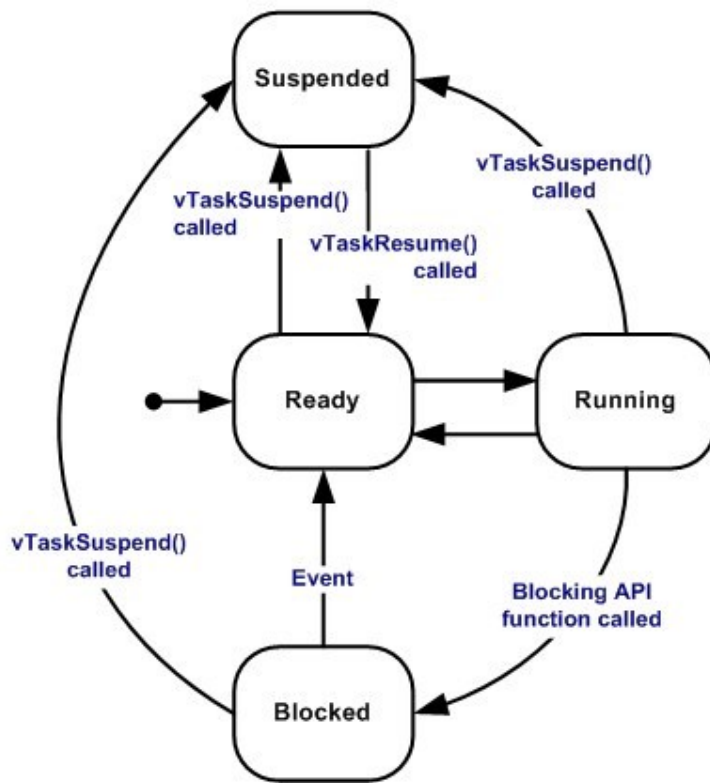 Suspended
vTaskSuspend()
called
vTaskSuspend()
called
vTaskResume()
called
Ready
Running
vTaskSuspend()
called
Event
Blocking API
function called
Blocked